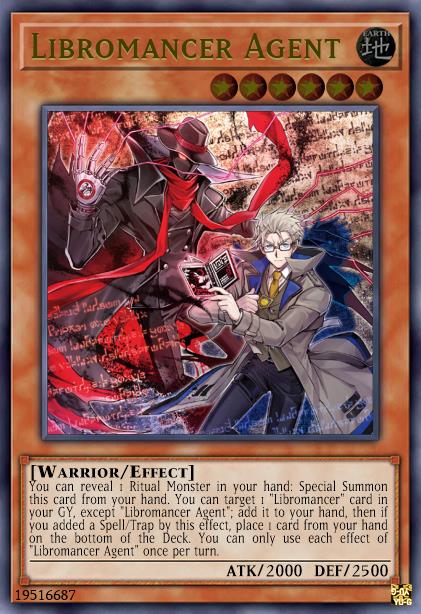 Libromancer Agent
EARTH
地
[Warrior/Effect]
You can reveal 1 Ritual Monster in your hand: Special Summon
this card from your hand. You can target 1 "Libromancer" card in
your GY, except "Libromancer Agent"; add it to your hand, then if
you added a Spell/Trap by this effect, place 1 card from your hand
on the bottom of the Deck. You can only use each effect of
"Libromancer Agent" once per turn.
ATK/2000 DEF/2500
19516687